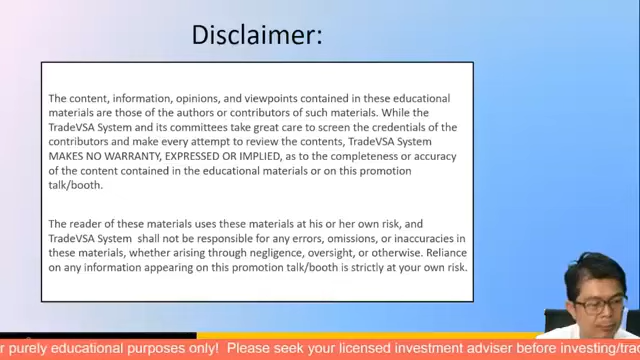 Disclaimer:
The content, information, opinions, and viewpoints contained in these educational
materials are those of the authors or contributors of such materials. While the
TradeVSA System and its committees take great care to screen the credentials of the
contributors and make every attempt to review the contents, TradeVSA System
MAKES NO WARRANTY, EXPRESSED OR IMPLIED, as to the completeness or accuracy
of the content contained in the educational materials or on this promotion
talk/booth.
The reader of these materials uses these materials at his or her own risk, and
TradeVSA System shall not be responsible for any errors, omissions, or inaccuracies in
these materials, whether arising through negligence, oversight, or otherwise. Reliance
on any information appearing on this promotion talk/booth is strictly at your own risk.
r purely educational purposes only! Please seek your licensed investment adviser before investing/tra